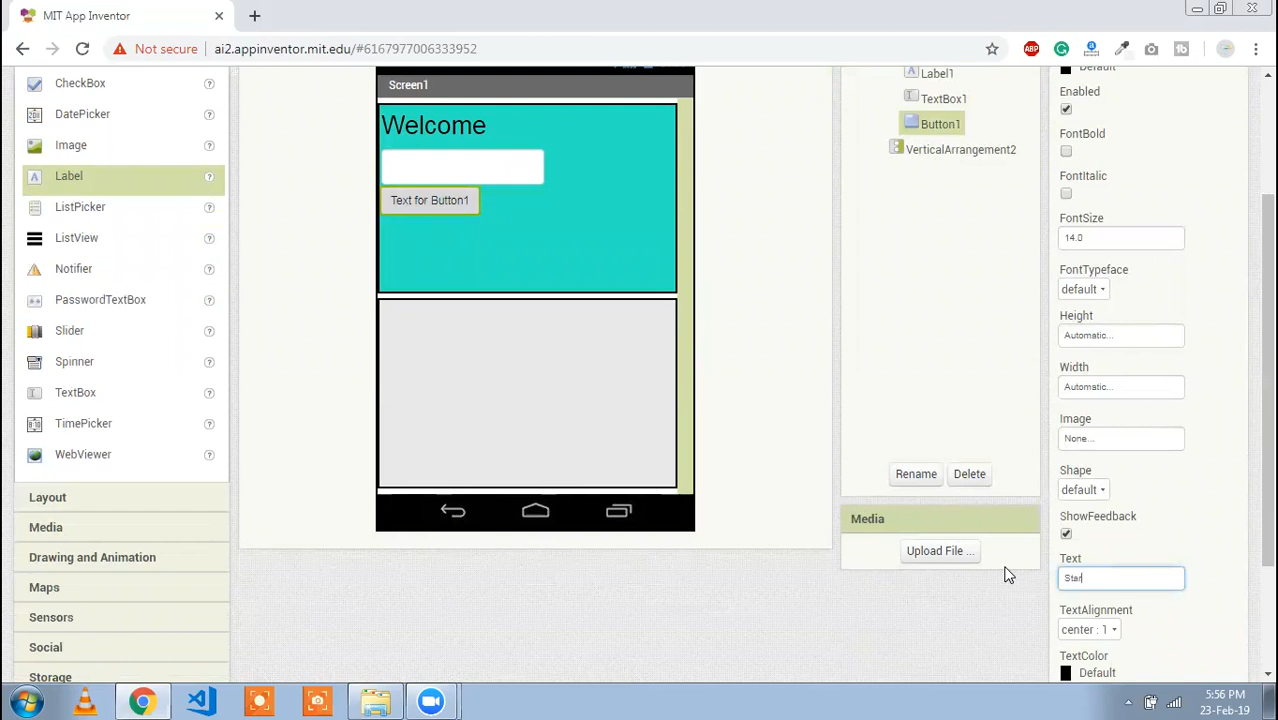 MIT App Inventor
Not secure
ai2.appinventor.mit.edu/#6167977006333952
ABP
CheckBox
DatePicker
Image
Label
ListPicker
ListView
Notifier
PasswordTextBox
Slider
Spinner
TextBox
TimePicker
WebViewer
Layout
Media
Drawing and Animation
Maps
Sensors
Social
Storage
Screen1
Welcome
Text for Button1
Label1
TextBox1
Button1
VerticalArrangement2
Rename
Delete
Media
Upload File ...
Default
Enabled
FontBold
FontItalic
FontSize
14.0
FontTypeface
default
Height
Automatic...
Width
Automatic...
Image
None...
Shape
default
ShowFeedback
Text
Star
TextAlignment
center : 1
TextColor
Default
5:56 PM
23-Feb-19